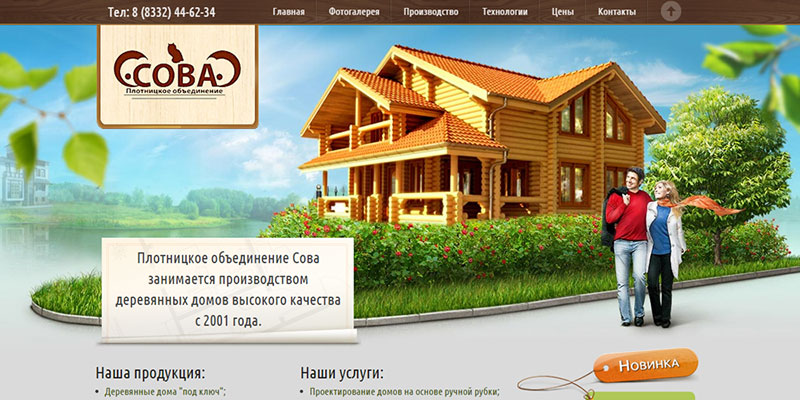 Тел: 8 (8332) 44-62-34
Главная Фотогалерея Производство Технологии Цены Контакты
СОВА
Плотницкое объединение
Плотницкое объединение Сова
занимается производством
деревянных домов высокого качества
с 2001 года.
Наша продукция:
Наши услуги:
Новинка
• Деревянные дома "под ключ";
• Проектирование домов на основе ручной рубки;